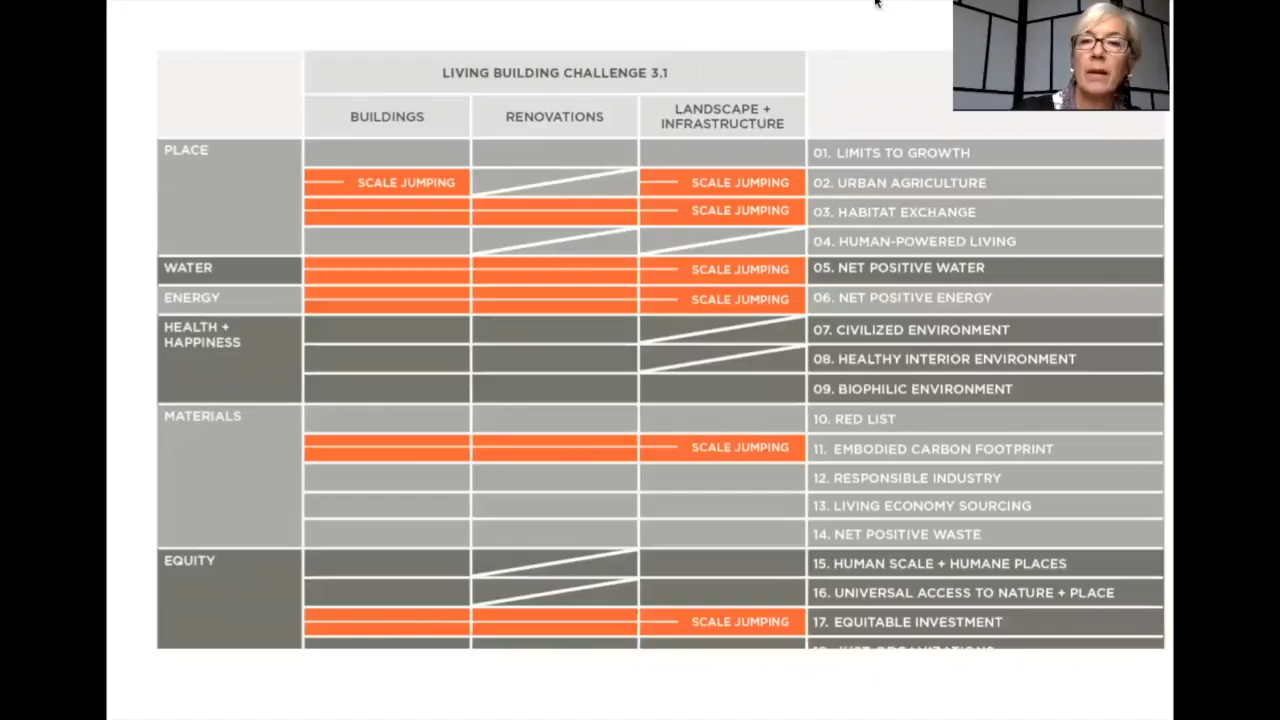 LIVING BUILDING CHALLENGE 3.1
BUILDINGS
RENOVATIONS
LANDSCAPE +
INFRASTRUCTURE
PLACE
01. LIMITS TO GROWTH
SCALE JUMPING
SCALE JUMPING
02. URBAN AGRICULTURE
SCALE JUMPING
03. HABITAT EXCHANGE
04. HUMAN-POWERED LIVING
WATER
SCALE JUMPING
05. NET POSITIVE WATER
ENERGY
SCALE JUMPING
06. NET POSITIVE ENERGY
HEALTH +
HAPPINESS
07. CIVILIZED ENVIRONMENT
08. HEALTHY INTERIOR ENVIRONMENT
09. BIOPHILIC ENVIRONMENT
MATERIALS
10. RED LIST
SCALE JUMPING
11. EMBODIED CARBON FOOTPRINT
12. RESPONSIBLE INDUSTRY
13. LIVING ECONOMY SOURCING
14. NET POSITIVE WASTE
EQUITY
15. HUMAN SCALE + HUMANE PLACES
16. UNIVERSAL ACCESS TO NATURE + PLACE
SCALE JUMPING
17. EQUITABLE INVESTMENT